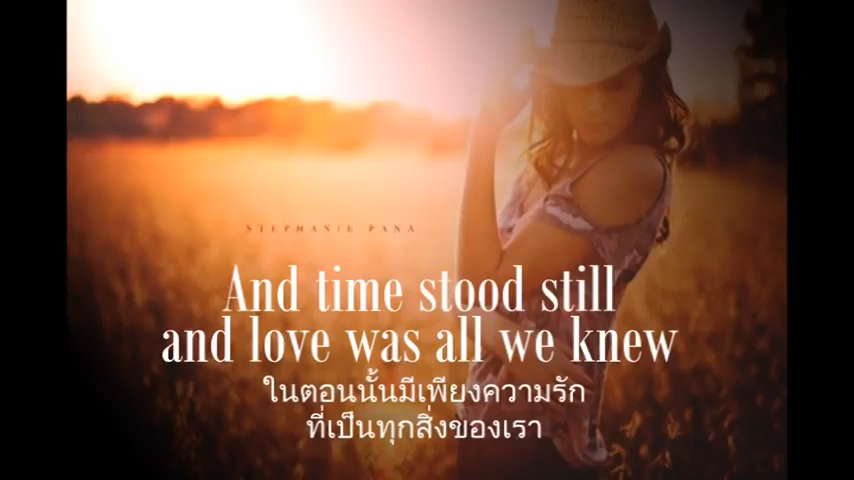 STEPHANIE PANA
And time stood still
and love was all we knew
ในตอนนั้นมีเพียงความรัก
ที่เป็นทุกสิ่งของเรา